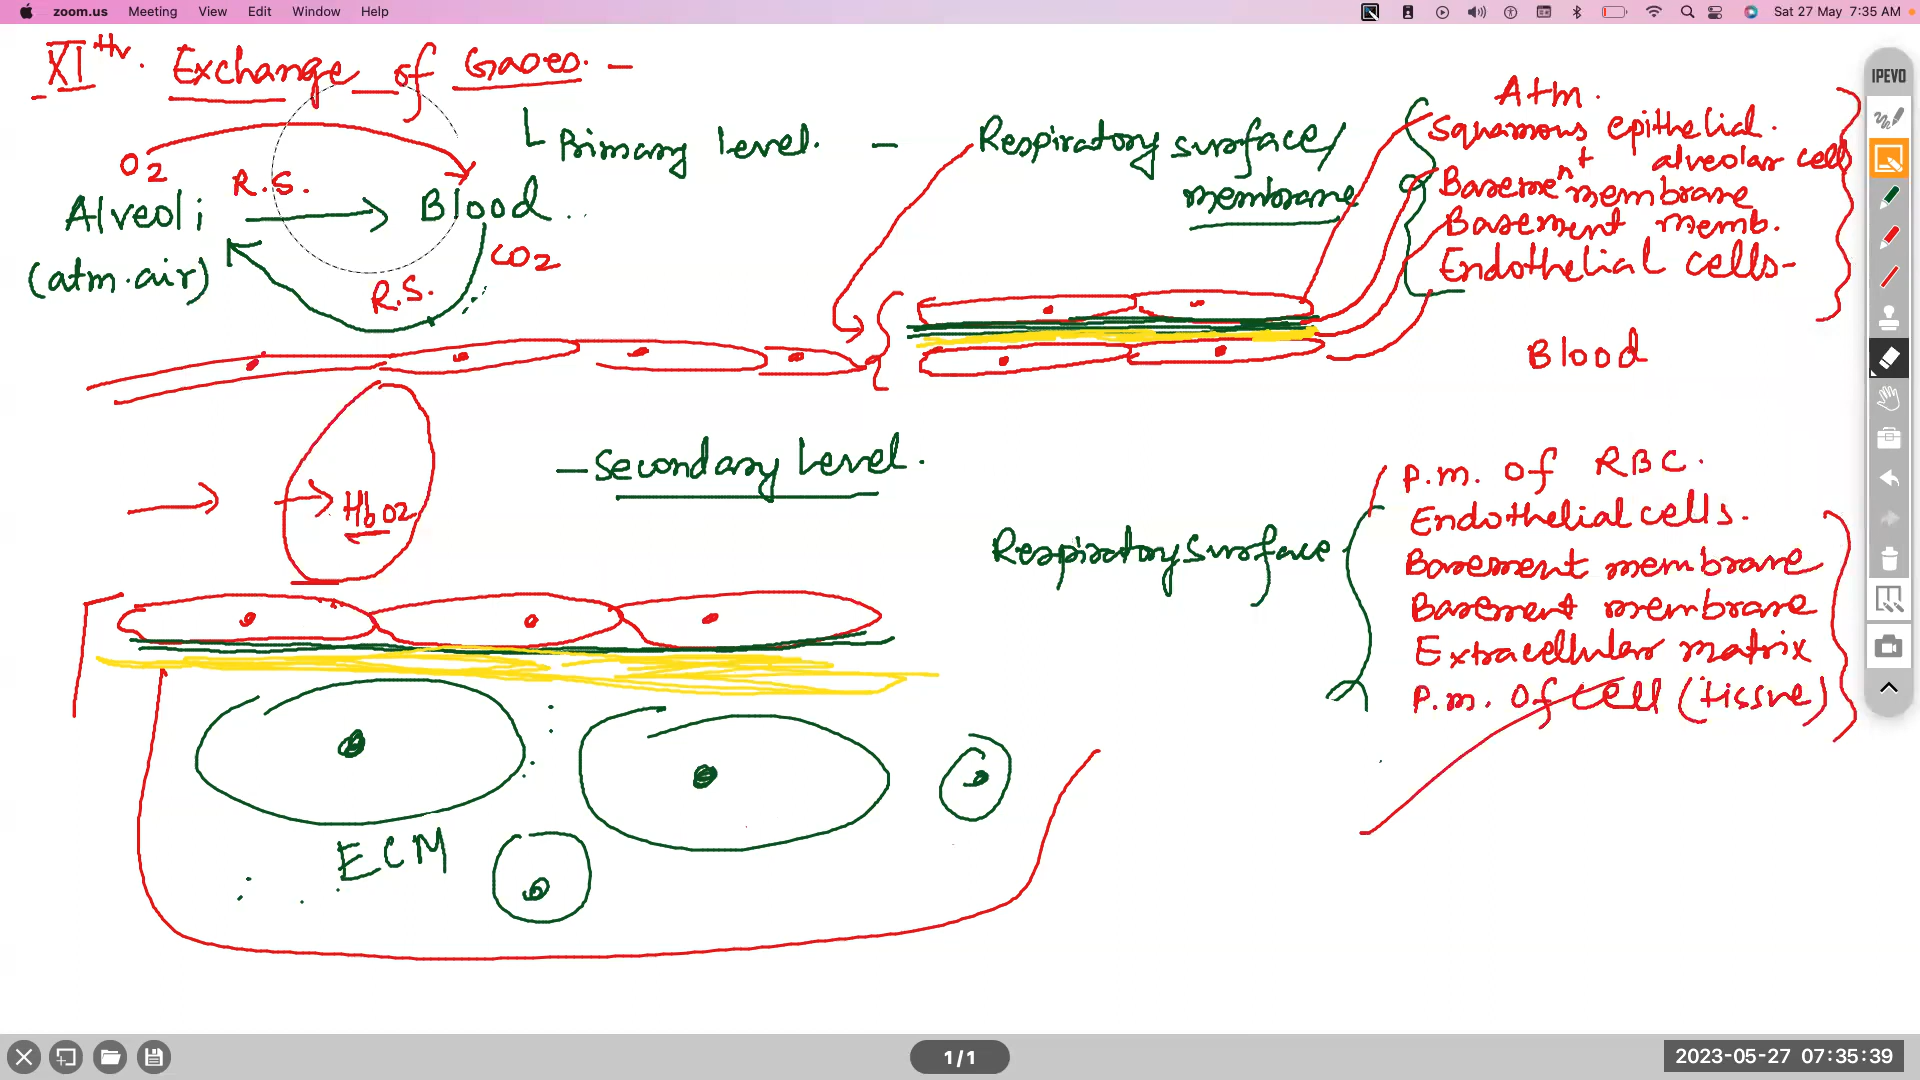 zoom.us Meeting View Edit Window Help
Sat 27 May 7:35 AM
XIth. Exchange of Gases. -
IPEVO
Primary level. - Respiratory surface/
membrane
Atm.
Squamous epithelial.
alveolar cell
Basement membrane
Basement memb.
Endothelial cells-
Blood
O2
R.S.
Alveoli
Blood
(atm.air)
CO2
R.S.
HbO2
- Secondary Level.
Respiratory surface
P.m. of RBC.
Endothelial cells.
Basement membrane
Basement membrane
Extracellular matrix
P.m. of cell (tissue)
ECM
1/1
2023-05-27 07:35:39